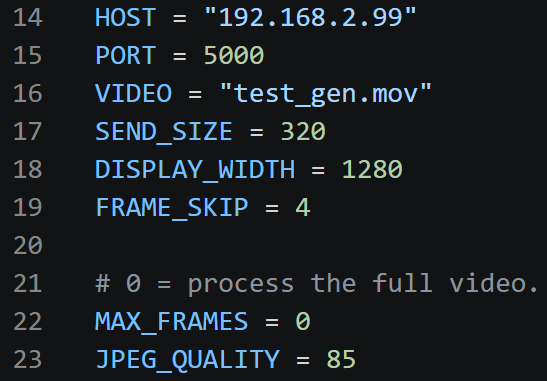 14 HOST = "192.168.2.99"
15 PORT = 5000
16 VIDEO = "test_gen.mov"
17 SEND_SIZE = 320
18 DISPLAY_WIDTH = 1280
19 FRAME_SKIP = 4
20
21 # 0 = process the full video.
22 MAX_FRAMES = 0
23 JPEG_QUALITY = 85